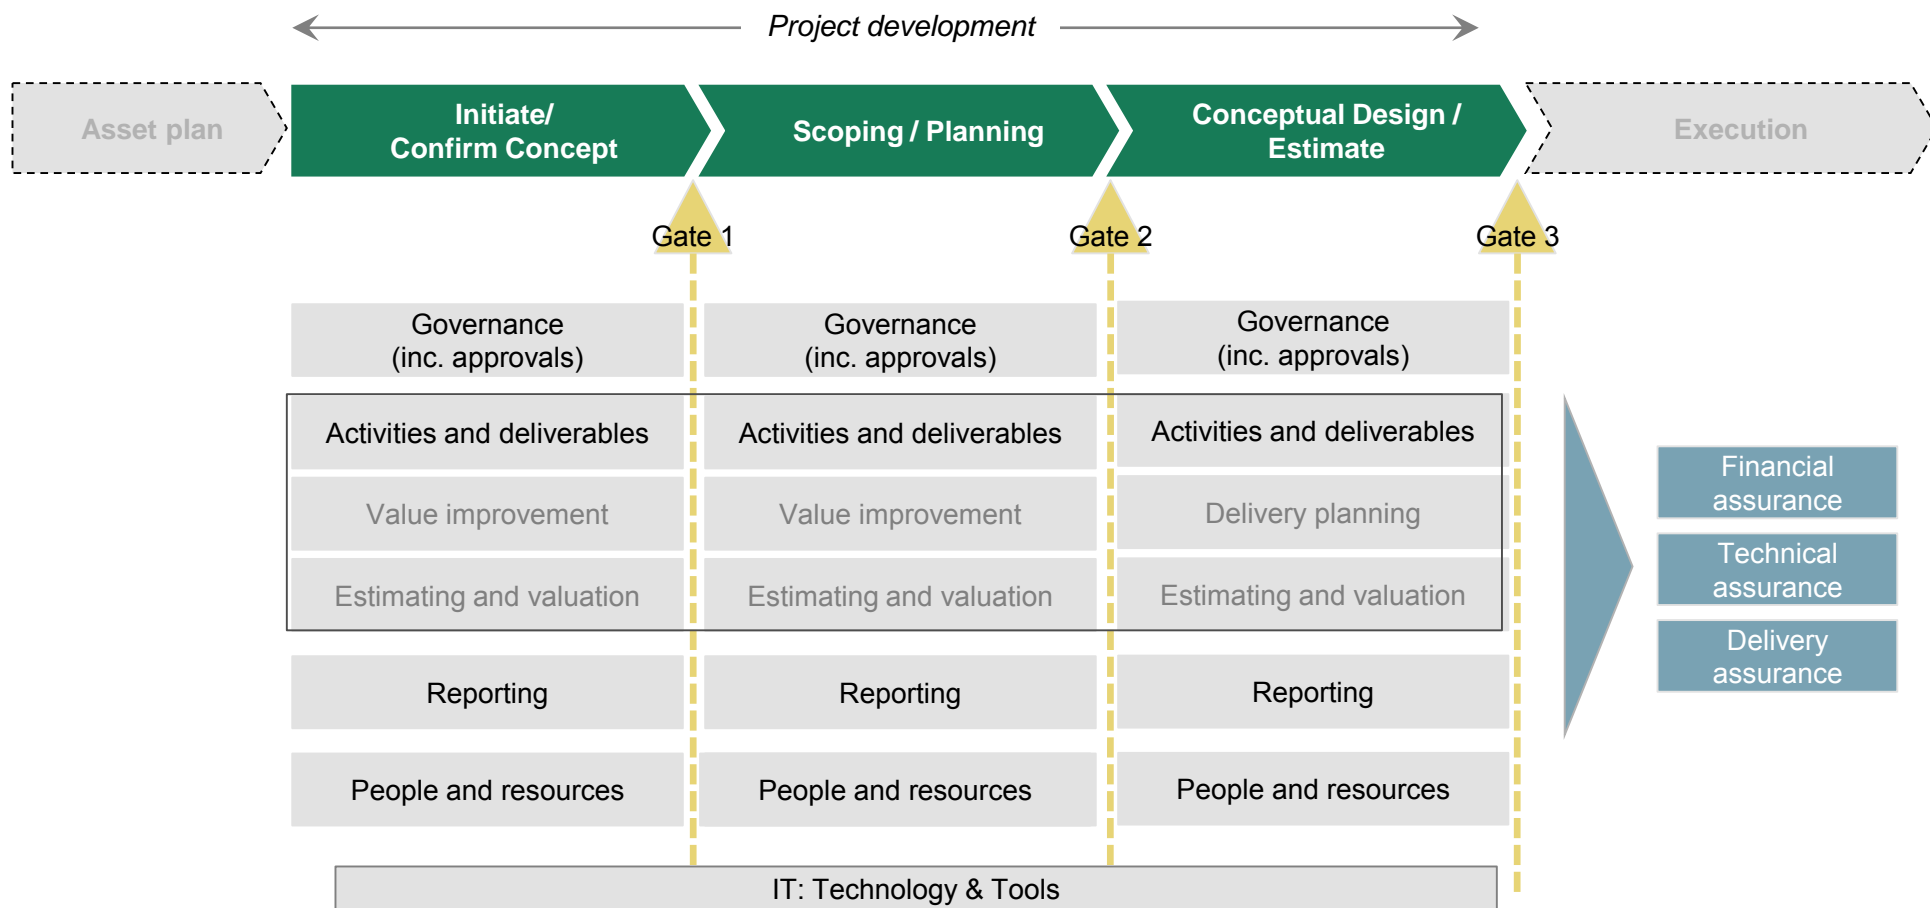 Project development
Asset plan
Initiate/
Confirm Concept
Scoping / Planning
Conceptual Design /
Estimate
Execution
Gate 1
Gate 2
Gate 3
Governance
(inc. approvals)
Governance
(inc. approvals)
Governance
(inc. approvals)
Activities and deliverables
Activities and deliverables
Activities and deliverables
Value improvement
Value improvement
Delivery planning
Estimating and valuation
Estimating and valuation
Estimating and valuation
Financial
assurance
Technical
assurance
Delivery
assurance
Reporting
Reporting
Reporting
People and resources
People and resources
People and resources
IT: Technology & Tools